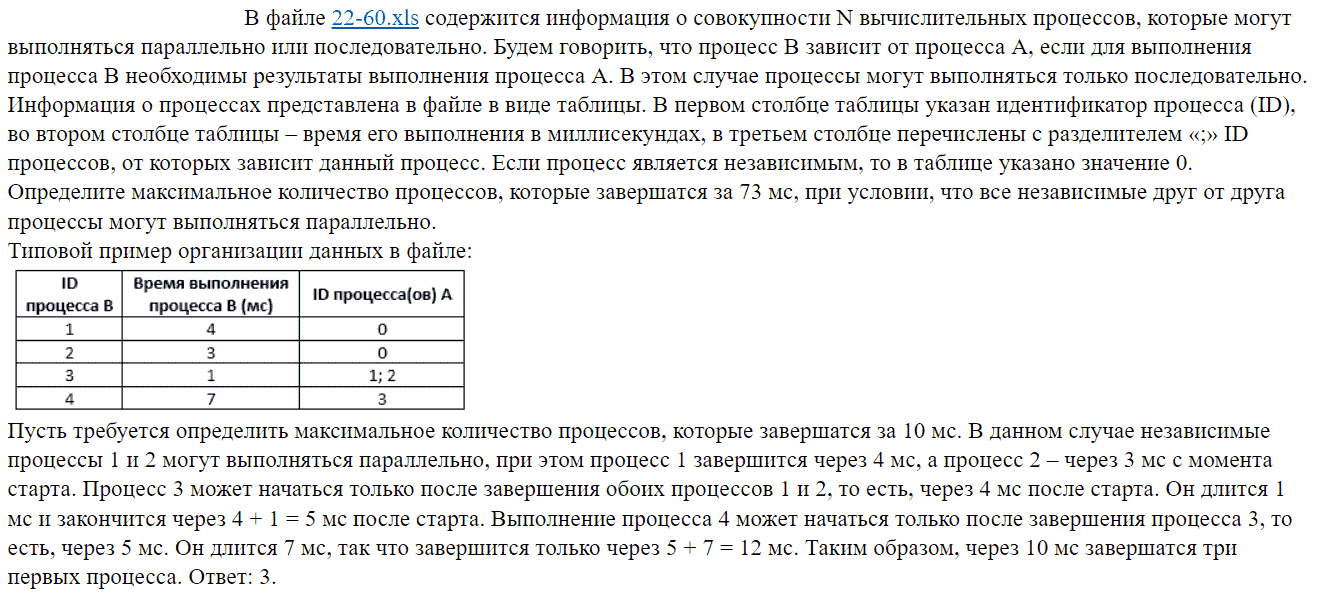 В файле 22-60.xls содержится информация о совокупности N вычислительных процессов, которые могут
выполняться параллельно или последовательно. Будем говорить, что процесс B зависит от процесса A, если для выполнения
процесса B необходимы результаты выполнения процесса A. В этом случае процессы могут выполняться только последовательно.
Информация о процессах представлена в файле в виде таблицы. В первом столбце таблицы указан идентификатор процесса (ID),
во втором столбце таблицы – время его выполнения в миллисекундах, в третьем столбце перечислены с разделителем «;» ID
процессов, от которых зависит данный процесс. Если процесс является независимым, то в таблице указано значение 0.
Определите максимальное количество процессов, которые завершатся за 73 мс, при условии, что все независимые друг от друга
процессы могут выполняться параллельно.
Типовой пример организации данных в файле:
ID процесса B | Время выполнения процесса B (мс) | ID процесса(ов) A
1 | 4 | 0
2 | 3 | 0
3 | 1 | 1; 2
4 | 7 | 3
Пусть требуется определить максимальное количество процессов, которые завершатся за 10 мс. В данном случае независимые
процессы 1 и 2 могут выполняться параллельно, при этом процесс 1 завершится через 4 мс, а процесс 2 – через 3 мс с момента
старта. Процесс 3 может начаться только после завершения обоих процессов 1 и 2, то есть, через 4 мс после старта. Он длится 1
мс и закончится через 4 + 1 = 5 мс после старта. Выполнение процесса 4 может начаться только после завершения процесса 3, то
есть, через 5 мс. Он длится 7 мс, так что завершится только через 5 + 7 = 12 мс. Таким образом, через 10 мс завершатся три
первых процесса. Ответ: 3.